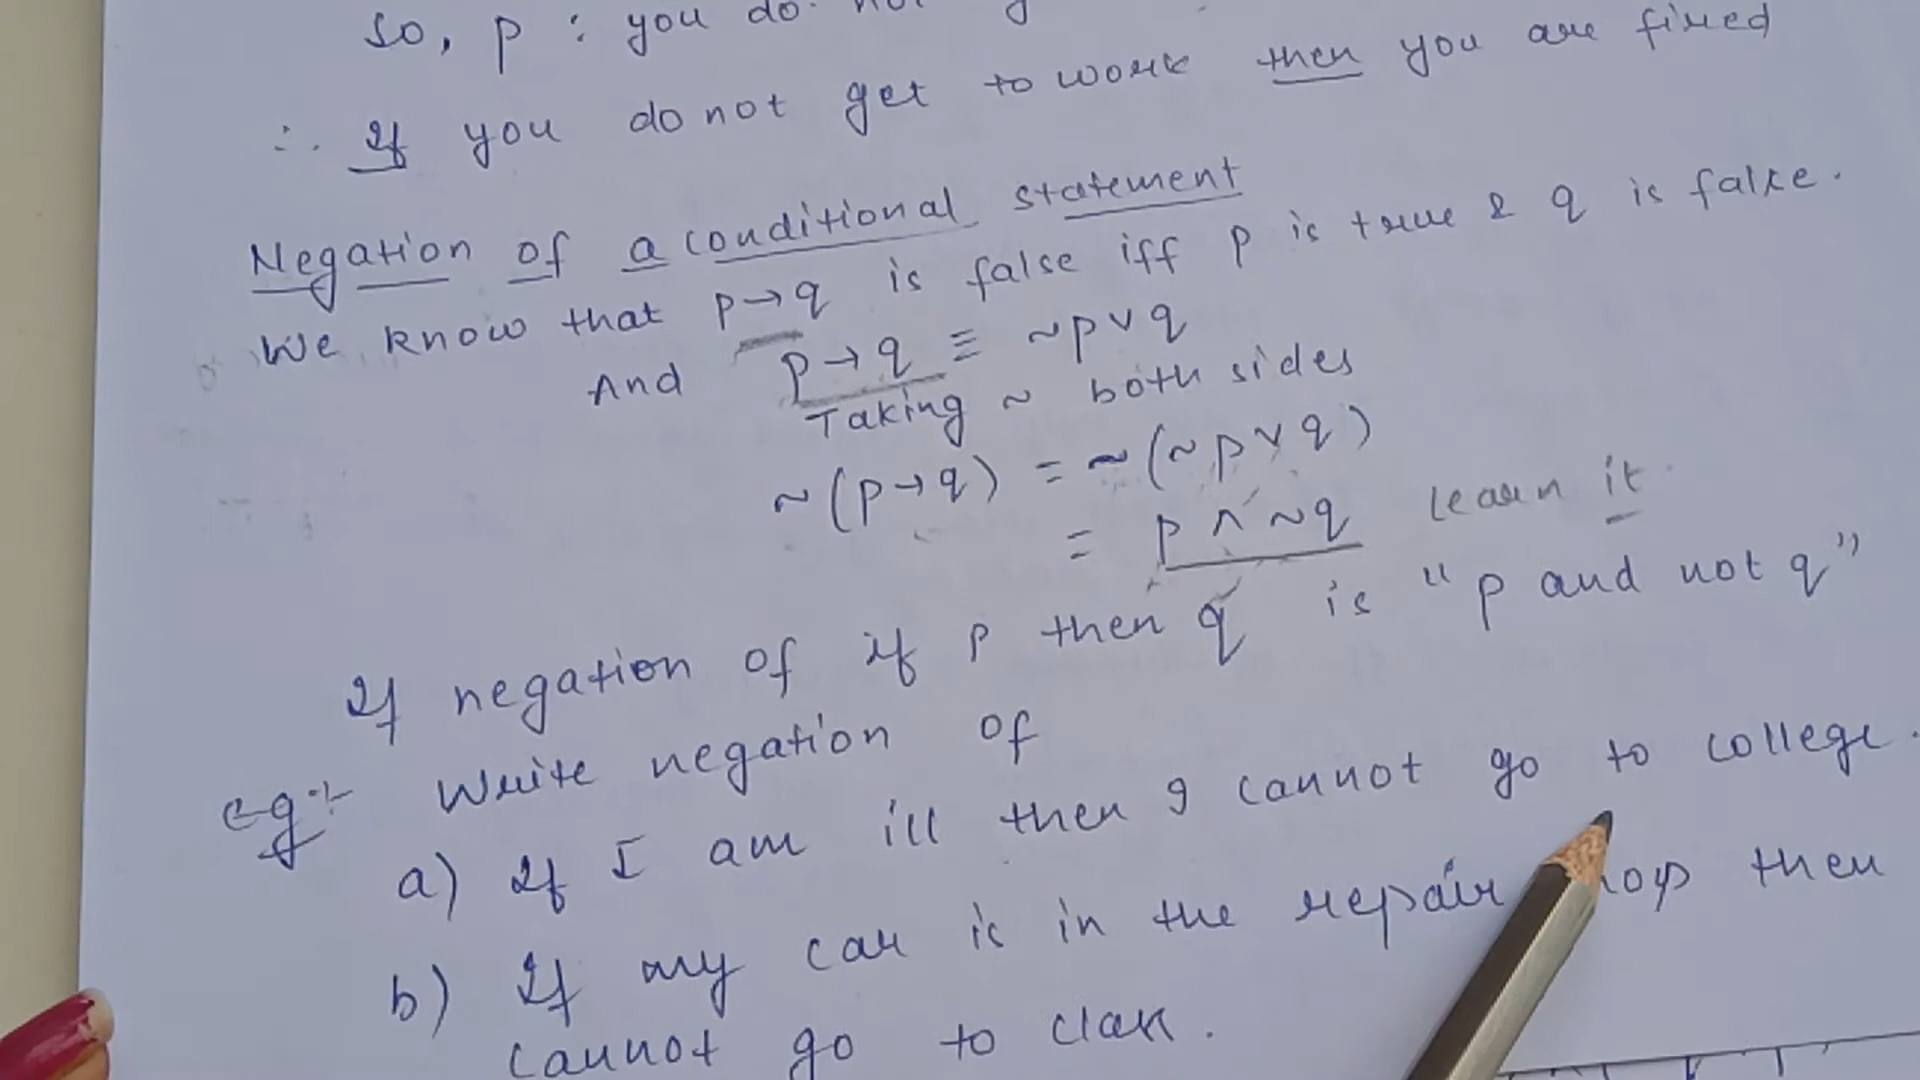 So, p : you do not
∴ If you do not get to work then you are fired
Negation of a conditional statement
We know that p→q is false iff p is true & q is false.
And p→q ≡ ~p∨q
Taking ~ both sides
~(p→q) = ~(~p∨q)
= p∧~q learn it
If negation of if p then q is "p and not q"
eg:- Write negation of
a) If I am ill then I cannot go to college.
b) If my car is in the repair then
cannot go to class.